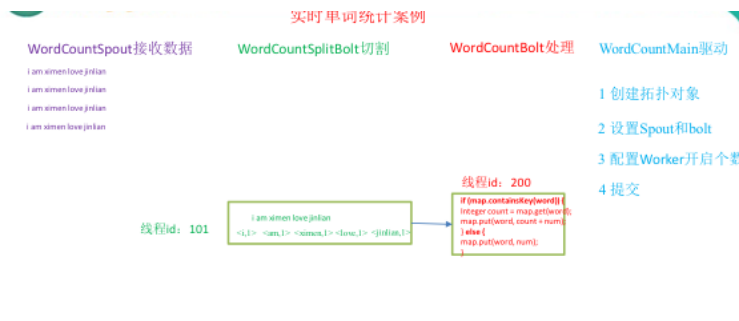 实时单词统计案例
WordCountSpout接收数据
i am ximen love jinlian
i am ximen love jinlian
i am ximen love jinlian
i am ximen love jinlian
WordCountSplitBolt切割
线程id：101
i am ximen love jinlian
<i,1> <am,1> <ximen,1> <love,1> <jinlian,1>
WordCountBolt处理
线程id：200
if (map.containsKey(word)) {
Integer count = map.get(word);
map.put(word, count + num);
} else {
map.put(word, num);
}
WordCountMain驱动
1 创建拓扑对象
2 设置Spout和bolt
3 配置Worker开启个数
4 提交